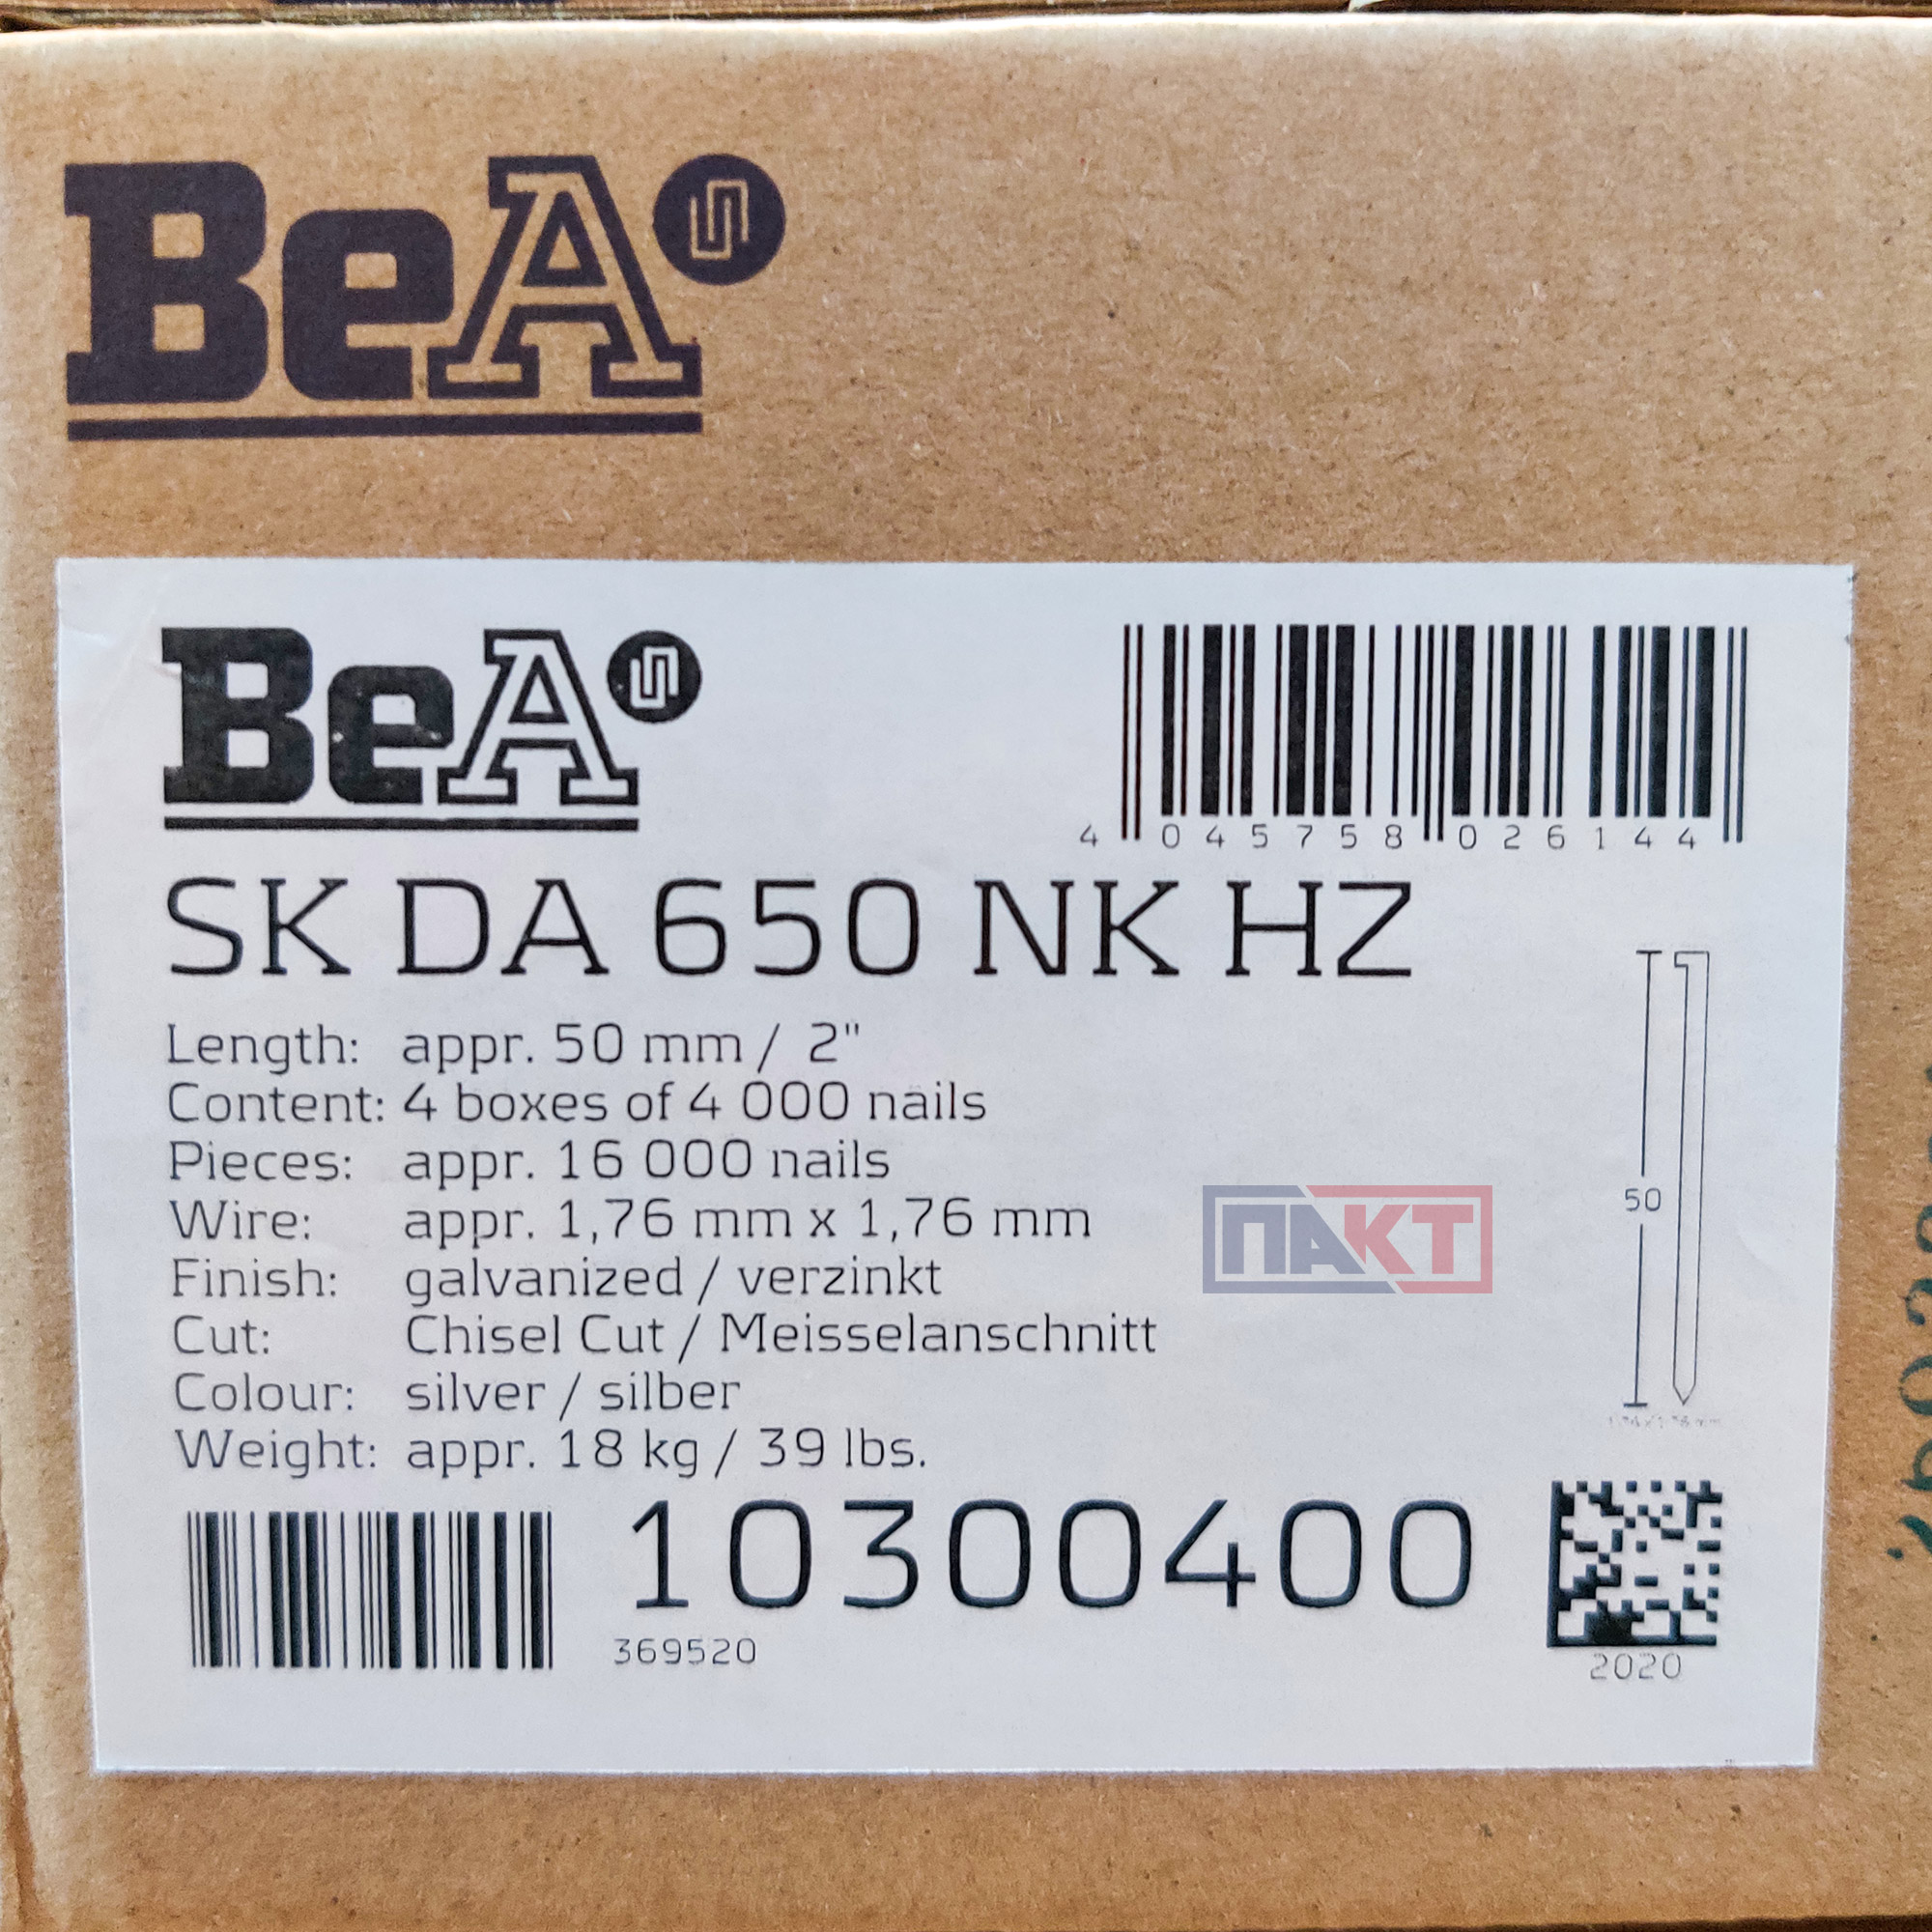 BeA
BeA
4 045758 026144
SK DA 650 NK HZ
Length: appr. 50 mm / 2"
Content: 4 boxes of 4 000 nails
Pieces: appr. 16 000 nails
Wire: appr. 1,76 mm x 1,76 mm
Finish: galvanized / verzinkt
Cut: Chisel Cut / Meisselanschnitt
Colour: silver / silber
Weight: appr. 18 kg / 39 lbs.
50
ПАКТ
10300400
369520
2020